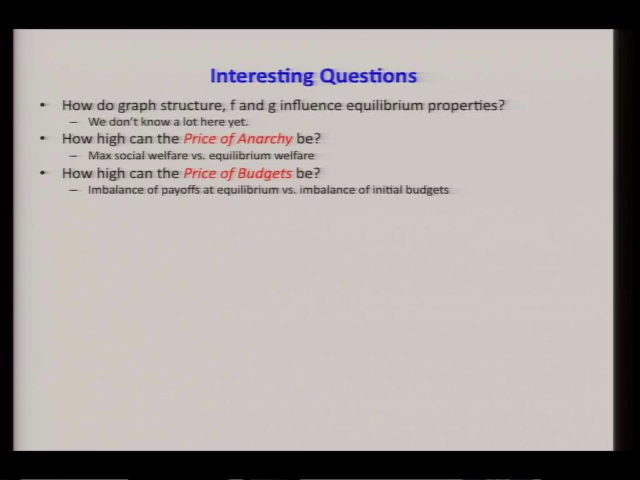 Interesting Questions
• How do graph structure, f and g influence equilibrium properties?
– We don't know a lot here yet.
• How high can the Price of Anarchy be?
– Max social welfare vs. equilibrium welfare
• How high can the Price of Budgets be?
– Imbalance of payoffs at equilibrium vs. imbalance of initial budgets